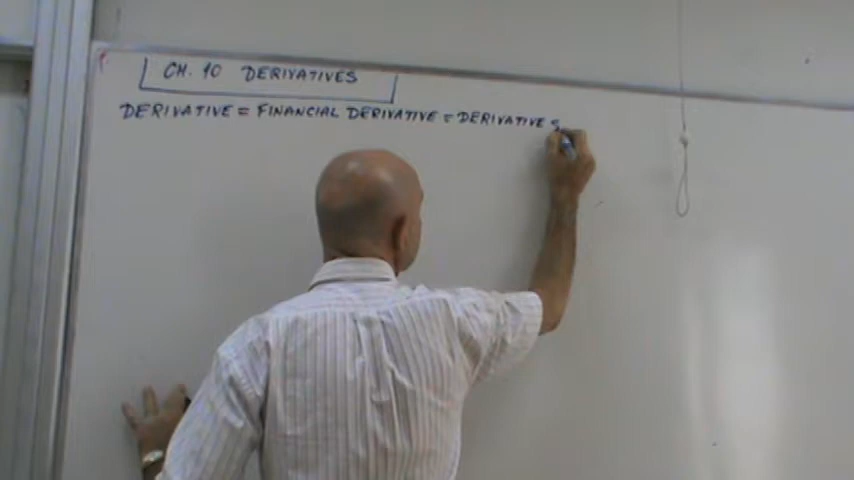 CH. 10 DERIVATIVES
DERIVATIVE = FINANCIAL DERIVATIVE = DERIVATIVE S